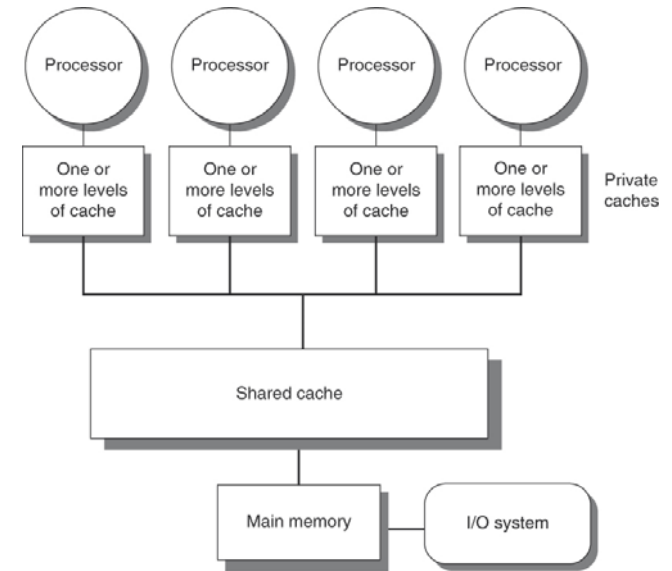 Processor
Processor
Processor
Processor
One or
more levels
of cache
One or
more levels
of cache
One or
more levels
of cache
One or
more levels
of cache
Private
caches
Shared cache
Main memory
I/O system